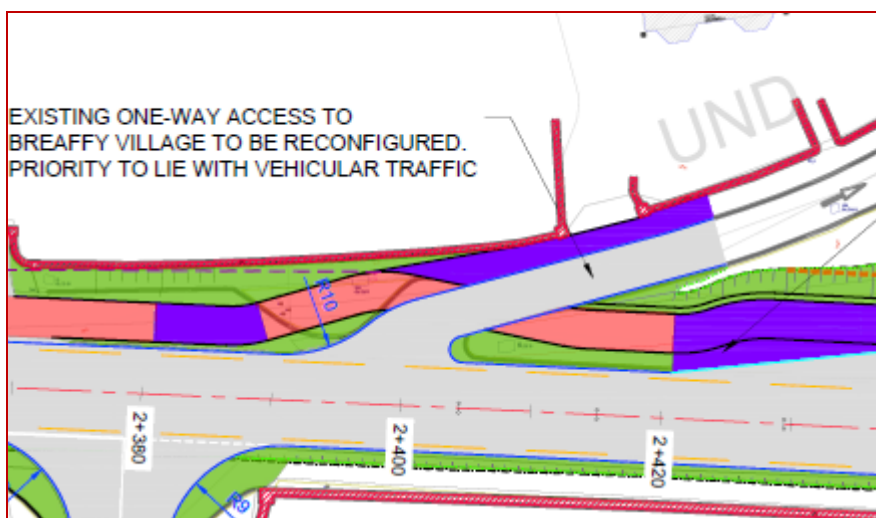 UND
EXISTING ONE-WAY ACCESS TO
BREAFFY VILLAGE TO BE RECONFIGURED.
PRIORITY TO LIE WITH VEHICULAR TRAFFIC
R10
2+380
2+400
2+420
R9